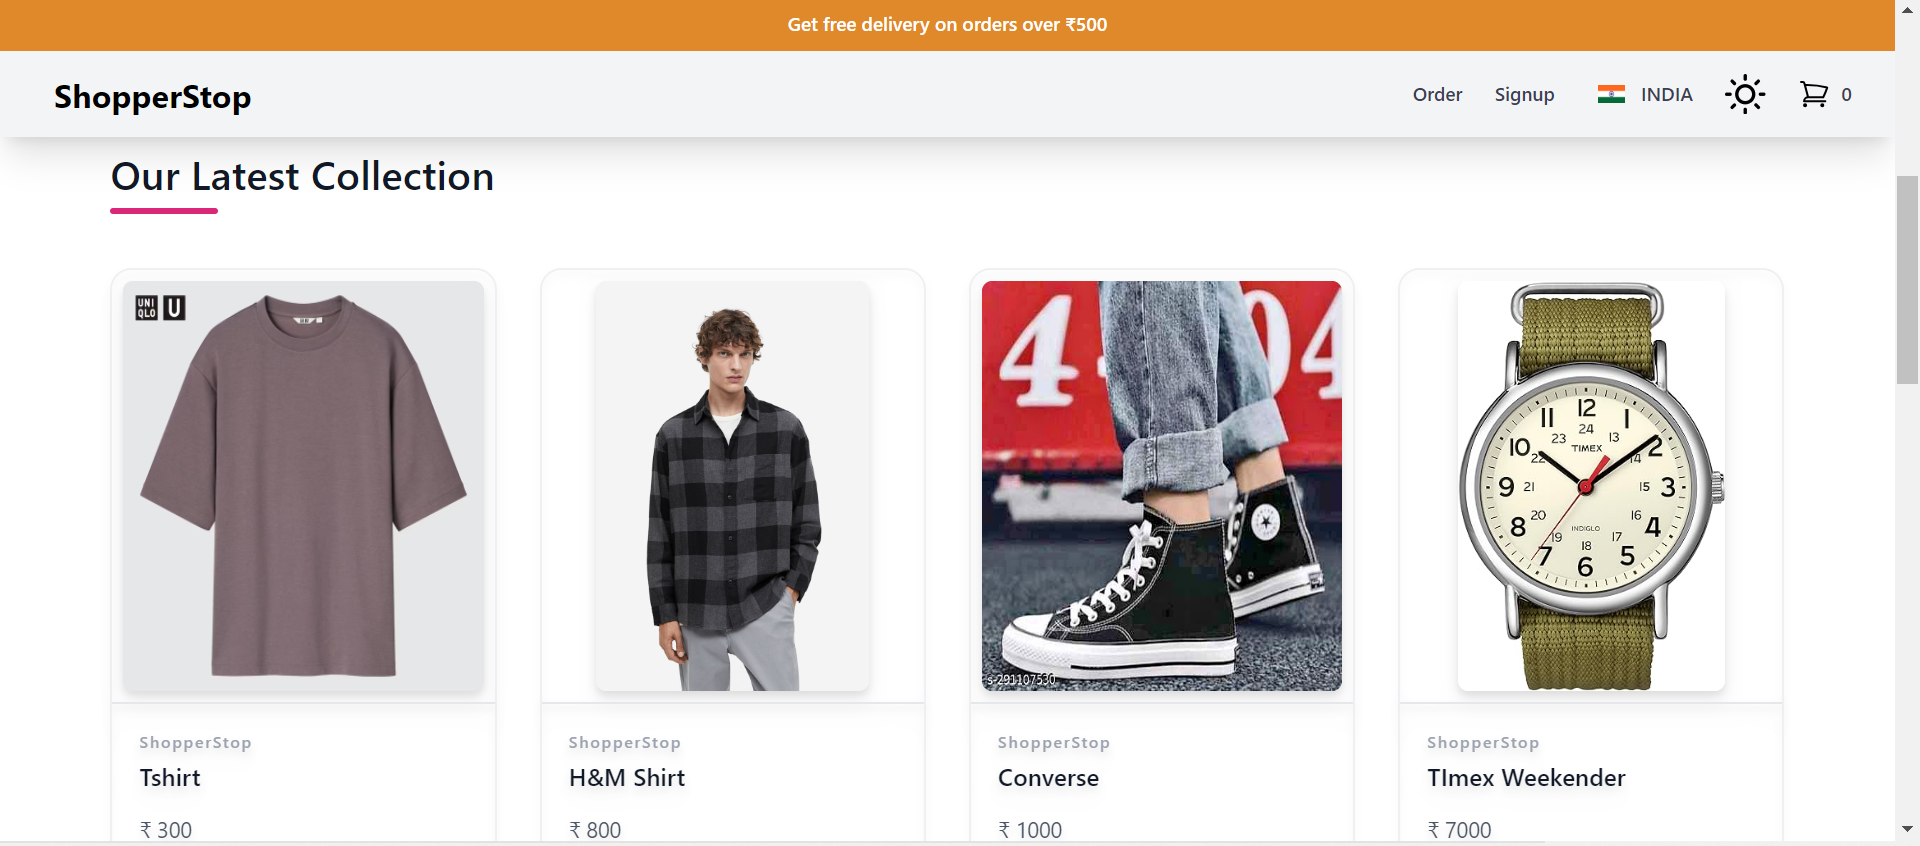 Get free delivery on orders over ₹500
ShopperStop
Order Signup INDIA 0
Our Latest Collection
UNI QLO U
4 04
s-291107530
12
11 1
24
23 13
TIMEX
10 2
22 14
9 21 15 3
20 16
8 4
INDIGLO
19 17
18
7 5
6
ShopperStop ShopperStop ShopperStop ShopperStop
Tshirt H&M Shirt Converse TImex Weekender
₹ 300 ₹ 800 ₹ 1000 ₹ 7000